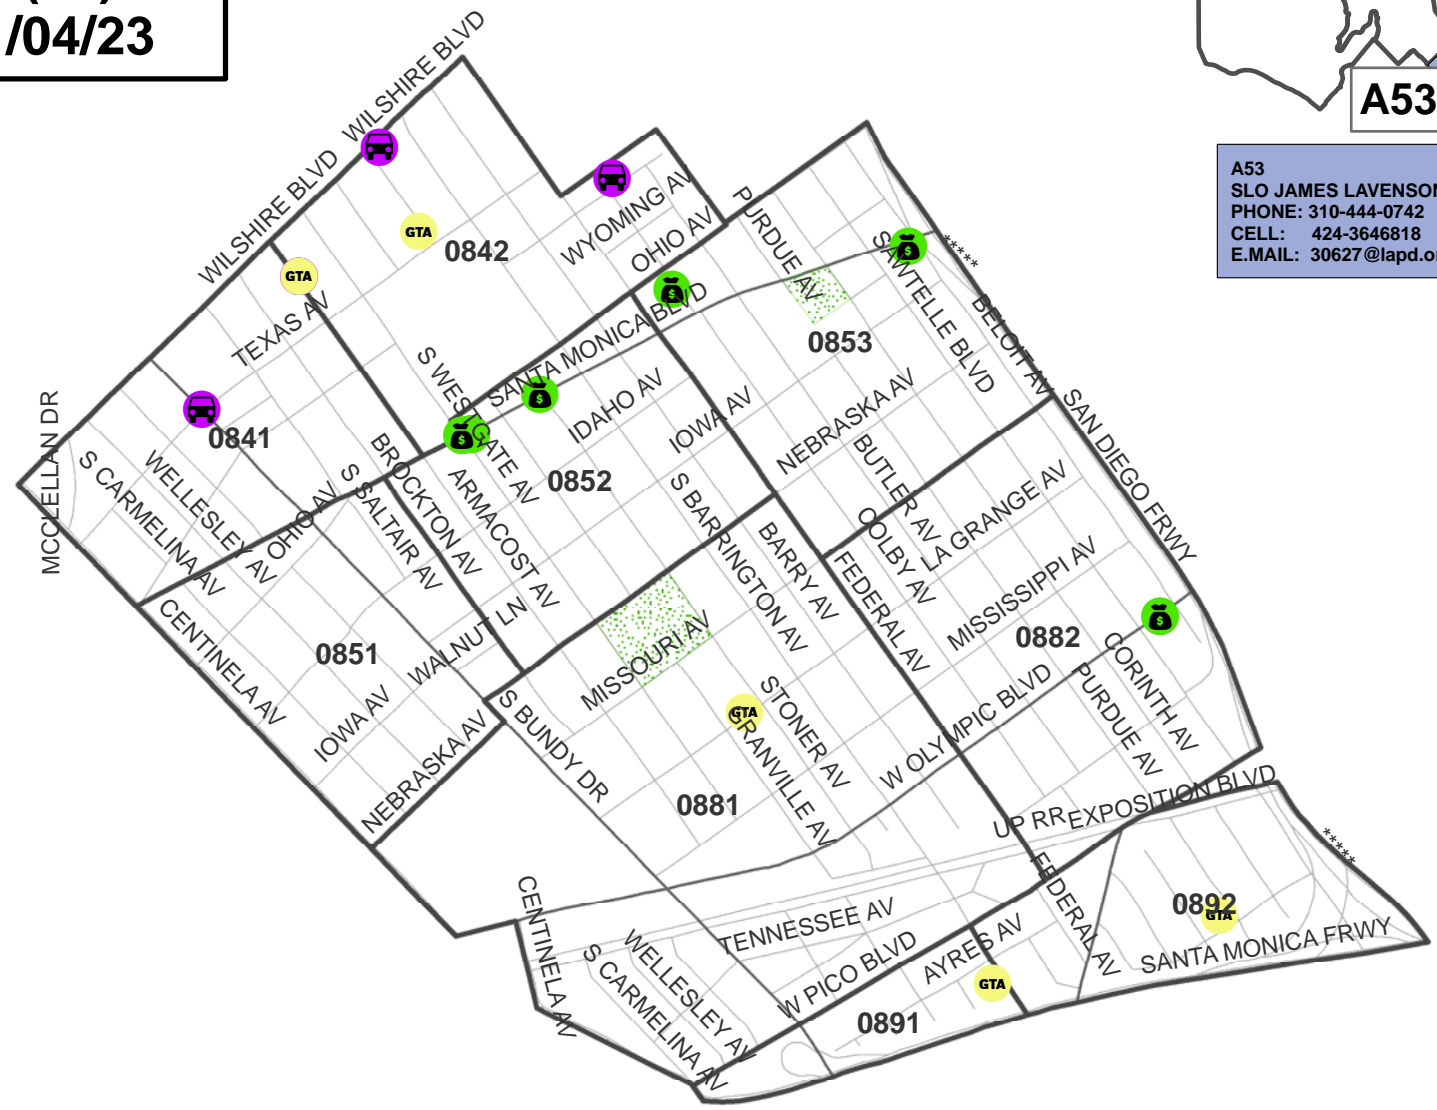 /04/23
A53
A53
SLO JAMES LAVENSON
PHONE: 310-444-0742
CELL: 424-3646818
E.MAIL: 30627@lapd.or
WILSHIRE BLVD
WILSHIRE BLVD
GTA
0842
WYOMING AV
OHIO AV
PURDUE AV
SAWTELLE BLVD
*****
BELOIT AV
GTA
TEXAS AV
SANTA MONICA BLVD
0853
S WESTGATE AV
IDAHO AV
IOWA AV
NEBRASKA AV
SAN DIEGO FRWY
MCCLELLAN DR
0841
S CARMELINA AV
WELLESLEY AV
OHIO AV
S SALTAIR AV
BROCKTON AV
ARMACOST AV
0852
S BARRINGTON AV
BARRY AV
BUTLER AV
COLBY AV
LA GRANGE AV
MISSISSIPPI AV
FEDERAL AV
CENTINELA AV
0851
WALNUT LN
IOWA AV
MISSOURI AV
0882
CORINTH AV
PURDUE AV
W OLYMPIC BLVD
NEBRASKA AV
S BUNDY DR
GTA
STONER AV
GRANVILLE AV
0881
UP RR
EXPOSITION BLVD
*****
FEDERAL AV
CENTINELA AV
TENNESSEE AV
0892
GTA
SANTA MONICA FRWY
WELLESLEY AV
S CARMELINA AV
W PICO BLVD
AYRES AV
GTA
0891